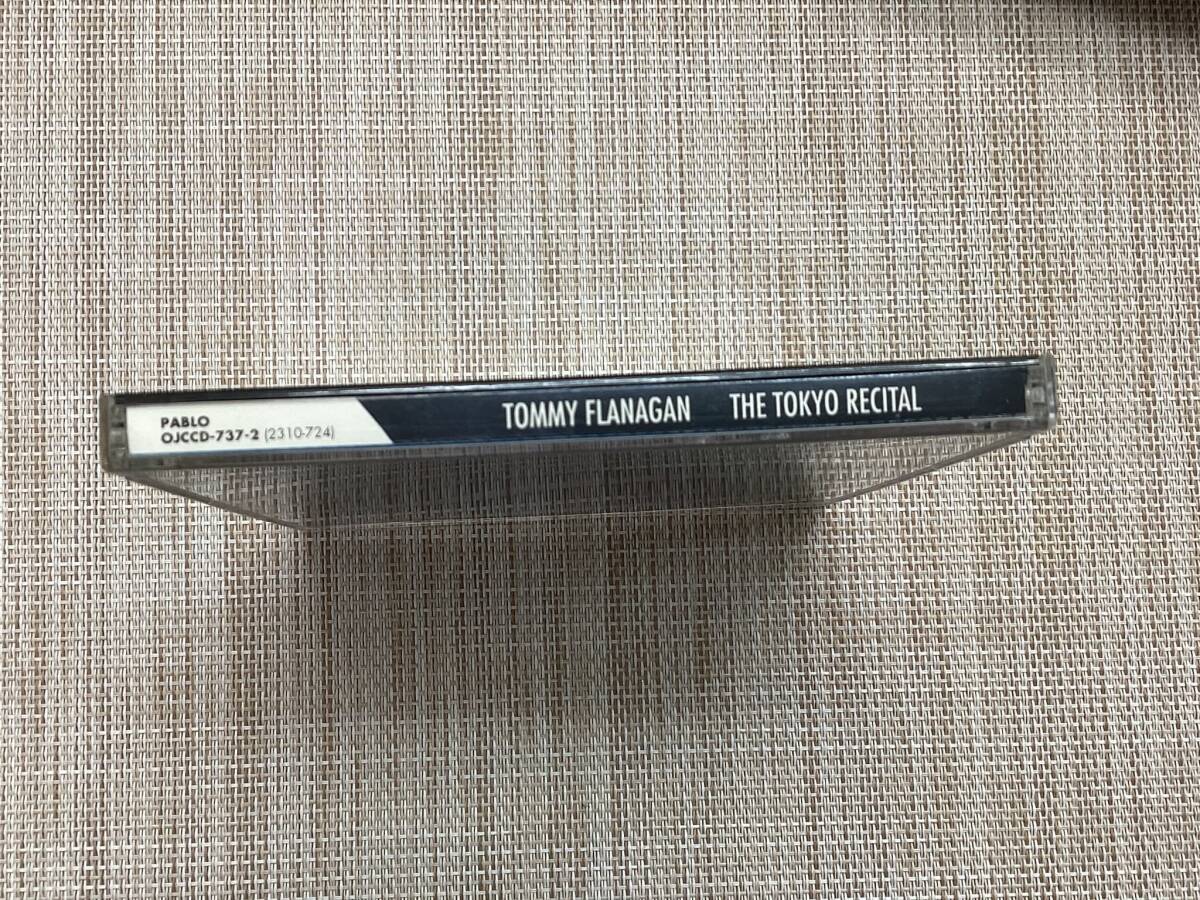 PABLO
OJCCD-737-2 (2310-724)
TOMMY FLANAGAN THE TOKYO RECITAL